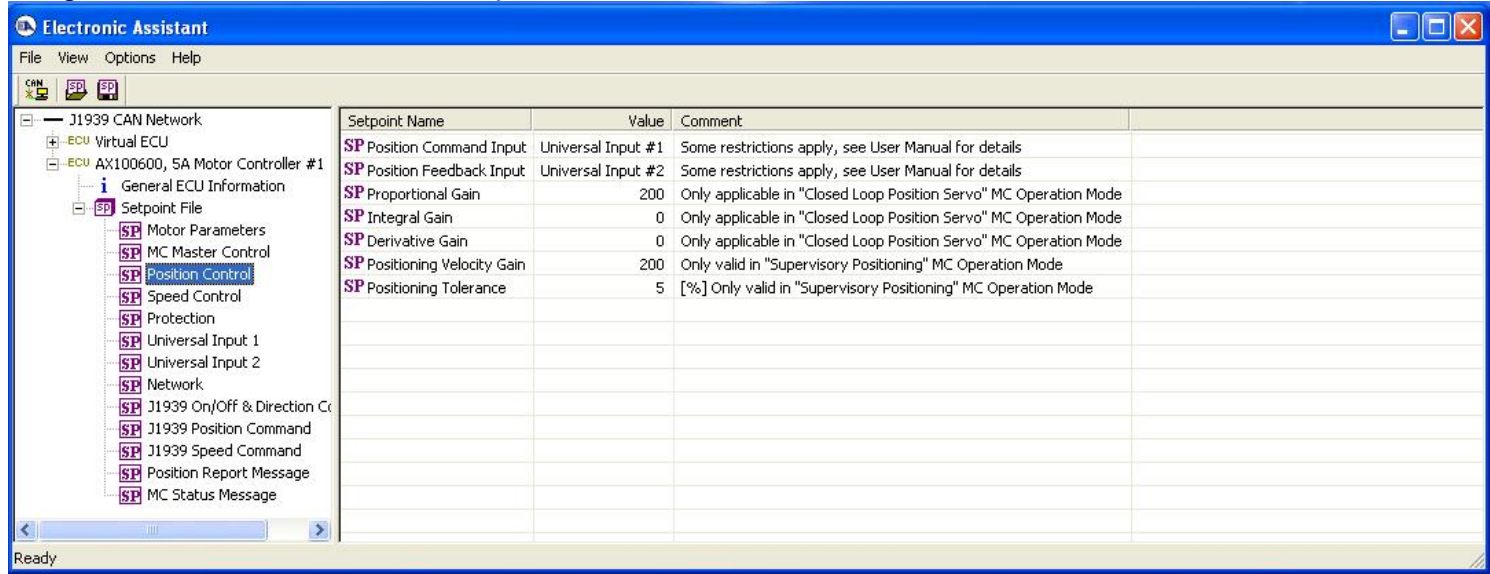 Electronic Assistant
File View Options Help
CAN SP SP
J1939 CAN Network
ECU Virtual ECU
ECU AX100600, 5A Motor Controller #1
i General ECU Information
SP Setpoint File
SP Motor Parameters
SP MC Master Control
SP Position Control
SP Speed Control
SP Protection
SP Universal Input 1
SP Universal Input 2
SP Network
SP J1939 On/Off & Direction Co
SP J1939 Position Command
SP J1939 Speed Command
SP Position Report Message
SP MC Status Message
Setpoint Name Value Comment
SP Position Command Input Universal Input #1 Some restrictions apply, see User Manual for details
SP Position Feedback Input Universal Input #2 Some restrictions apply, see User Manual for details
SP Proportional Gain 200 Only applicable in "Closed Loop Position Servo" MC Operation Mode
SP Integral Gain 0 Only applicable in "Closed Loop Position Servo" MC Operation Mode
SP Derivative Gain 0 Only applicable in "Closed Loop Position Servo" MC Operation Mode
SP Positioning Velocity Gain 200 Only valid in "Supervisory Positioning" MC Operation Mode
SP Positioning Tolerance 5 [%] Only valid in "Supervisory Positioning" MC Operation Mode
Ready